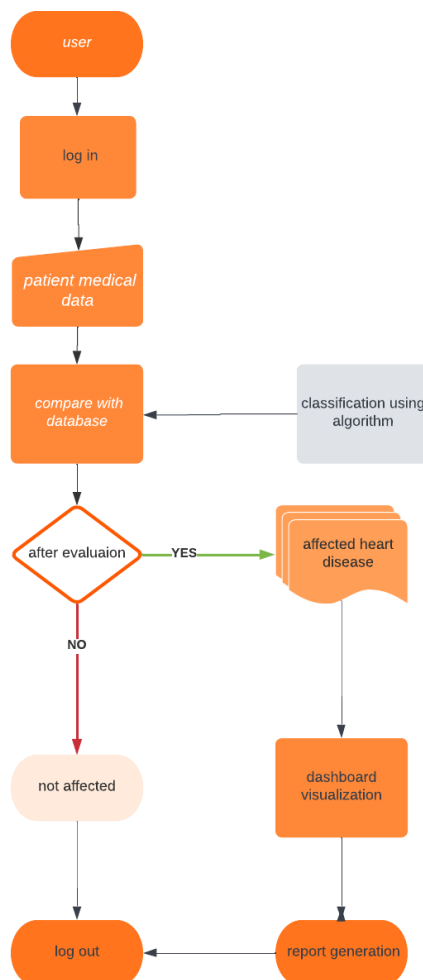 user
log in
patient medical
data
compare with
database
classification using
algorithm
after evaluaion
YES
affected heart
disease
NO
not affected
dashboard
visualization
log out
report generation